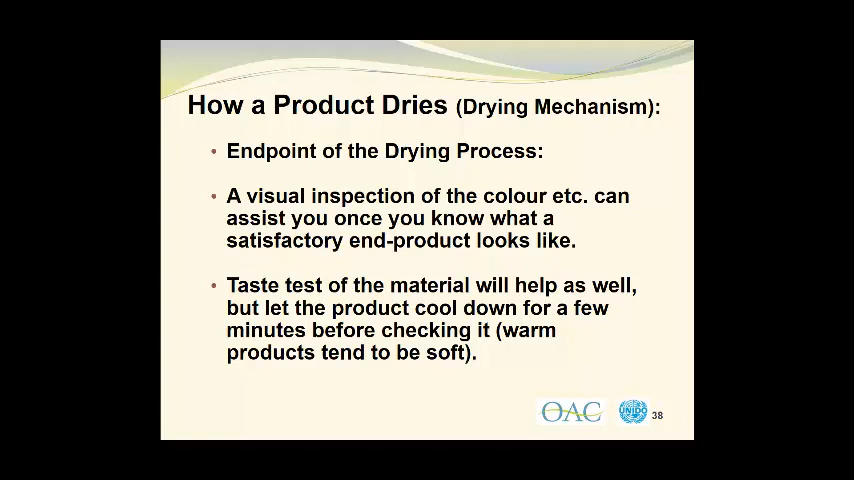 How a Product Dries (Drying Mechanism):
• Endpoint of the Drying Process:
• A visual inspection of the colour etc. can
assist you once you know what a
satisfactory end-product looks like.
• Taste test of the material will help as well,
but let the product cool down for a few
minutes before checking it (warm
products tend to be soft).
OAC UNIDO 38